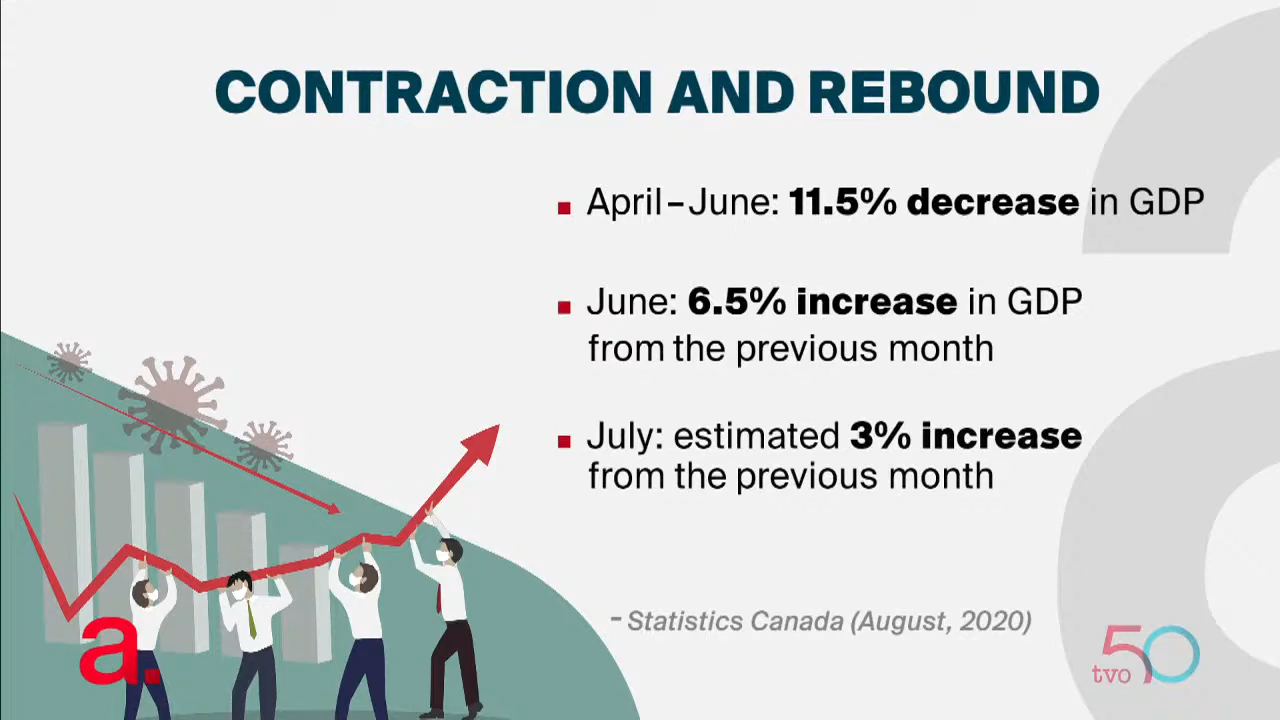 CONTRACTION AND REBOUND
▪ April–June: 11.5% decrease in GDP
▪ June: 6.5% increase in GDP
from the previous month
▪ July: estimated 3% increase
from the previous month
– Statistics Canada (August, 2020)
a.
tvo 50